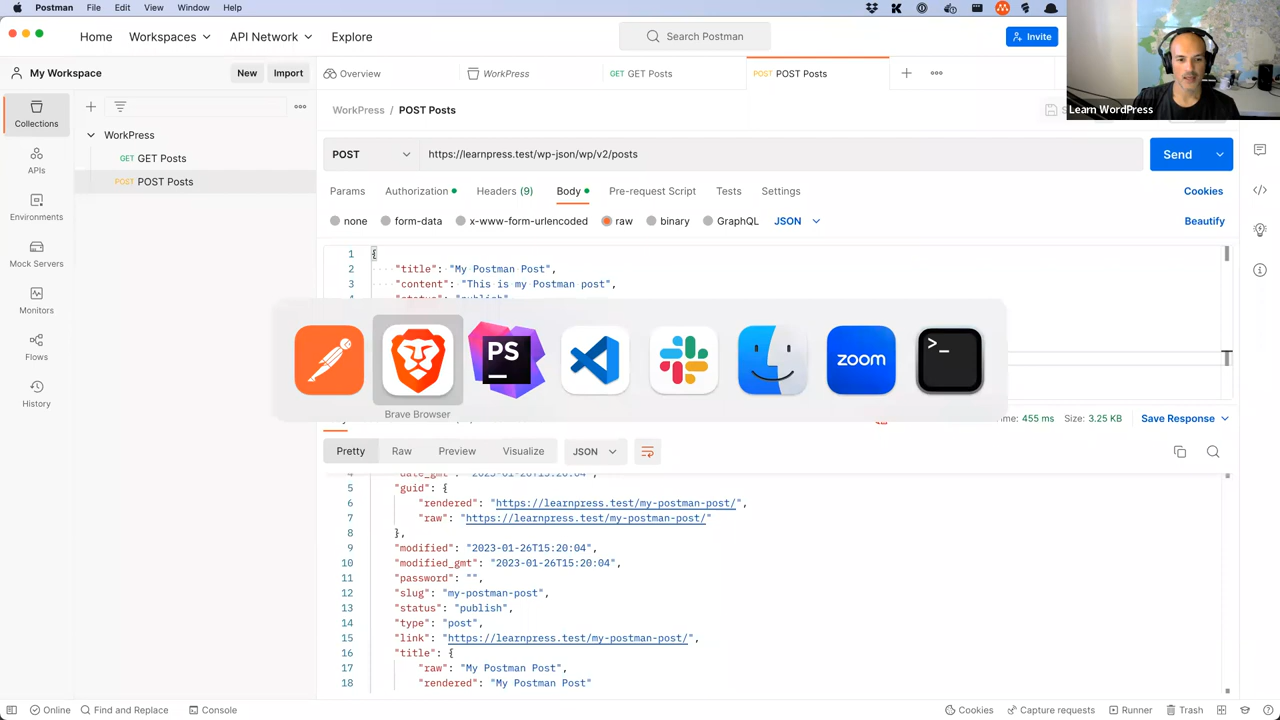 Postman File Edit View Window Help
Home Workspaces API Network Explore Search Postman Invite
My Workspace New Import Overview WorkPress GET GET Posts POST POST Posts
Learn WordPress
Collections
APIs
Environments
Mock Servers
Monitors
Flows
History
WorkPress
GET GET Posts
POST POST Posts
WorkPress / POST Posts
POST https://learnpress.test/wp-json/wp/v2/posts Send
Params Authorization Headers (9) Body Pre-request Script Tests Settings Cookies
none form-data x-www-form-urlencoded raw binary GraphQL JSON Beautify
1 {
2 "title": "My Postman Post",
3 "content": "This is my Postman post",
"publish"
PS
zoom
>_
Brave Browser
455 ms Size: 3.25 KB Save Response
Pretty Raw Preview Visualize JSON
4 "date_gmt": "2023-01-26T15:20:04",
5 "guid": {
6 "rendered": "https://learnpress.test/my-postman-post/",
7 "raw": "https://learnpress.test/my-postman-post/"
8 },
9 "modified": "2023-01-26T15:20:04",
10 "modified_gmt": "2023-01-26T15:20:04",
11 "password": "",
12 "slug": "my-postman-post",
13 "status": "publish",
14 "type": "post",
15 "link": "https://learnpress.test/my-postman-post/",
16 "title": {
17 "raw": "My Postman Post",
18 "rendered": "My Postman Post"
Online Find and Replace Console Cookies Capture requests Runner Trash